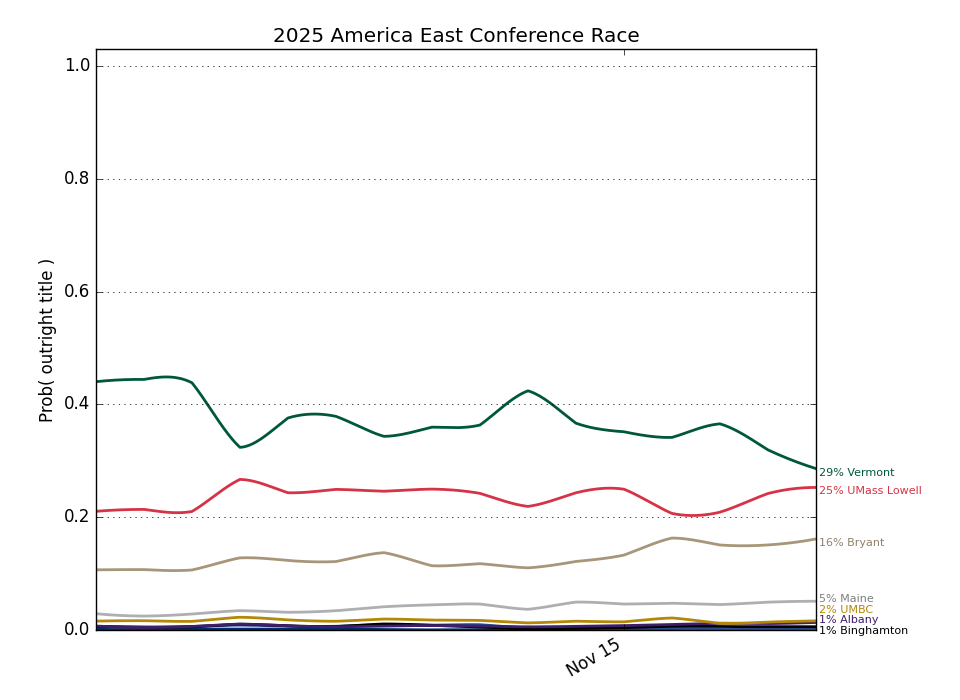 2025 America East Conference Race
Prob( outright title )
1.0
0.8
0.6
0.4
0.2
0.0
29% Vermont
25% UMass Lowell
16% Bryant
5% Maine
2% UMBC
1% Albany
1% Binghamton
Nov 15